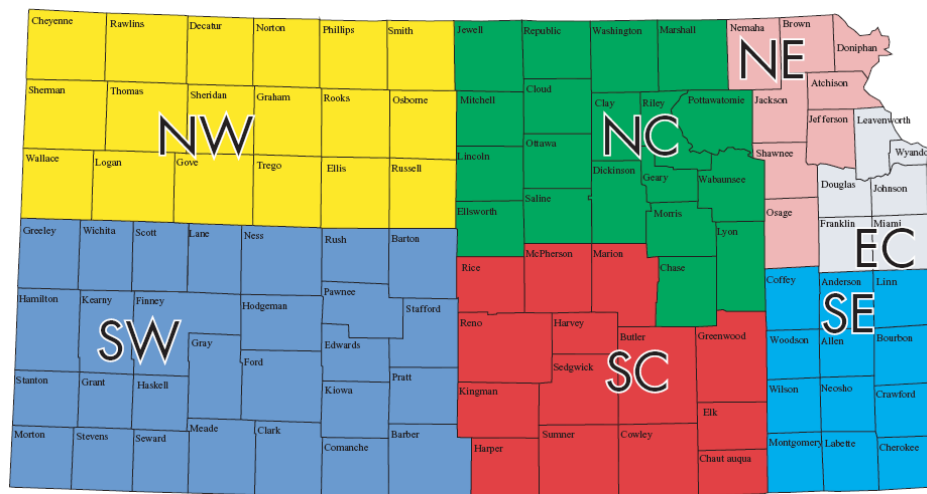 Cheyenne
Rawlins
Decatur
Norton
Phillips
Smith
Jewell
Republic
Washington
Marshall
Nemaha
Brown
Doniphan
NE
Sherman
Thomas
Sheridan
Graham
Rooks
Osborne
Mitchell
Cloud
Clay
Riley
Pottawatomie
Jackson
Atchison
Jefferson
Leavenworth
NW
NC
Wyando
Wallace
Logan
Gove
Trego
Ellis
Russell
Lincoln
Ottawa
Dickinson
Geary
Wabaunsee
Shawnee
Douglas
Johnson
Ellsworth
Saline
Morris
Lyon
Osage
Franklin
Miami
EC
Greeley
Wichita
Scott
Lane
Ness
Rush
Barton
Rice
McPherson
Marion
Chase
Coffey
Anderson
Linn
SE
Hamilton
Kearny
Finney
Hodgeman
Pawnee
Stafford
Reno
Harvey
Butler
Greenwood
Woodson
Allen
Bourbon
SW
Gray
Ford
Edwards
Pratt
Sedgwick
SC
Stanton
Grant
Haskell
Kiowa
Kingman
Elk
Wilson
Neosho
Crawford
Morton
Stevens
Seward
Meade
Clark
Comanche
Barber
Harper
Sumner
Cowley
Chaut auqua
Montgomery
Labette
Cherokee